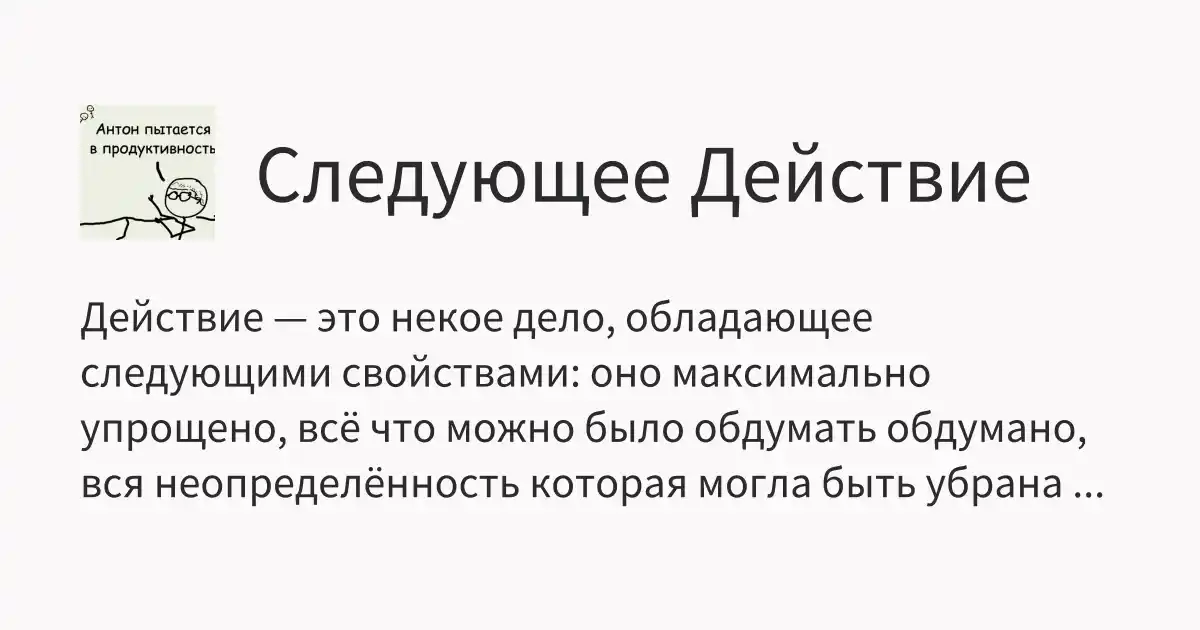 Антон пытается
в продуктивность
Следующее Действие
Действие — это некое дело, обладающее
следующими свойствами: оно максимально
упрощено, всё что можно было обдумать обдумано,
вся неопределённость которая могла быть убрана ...